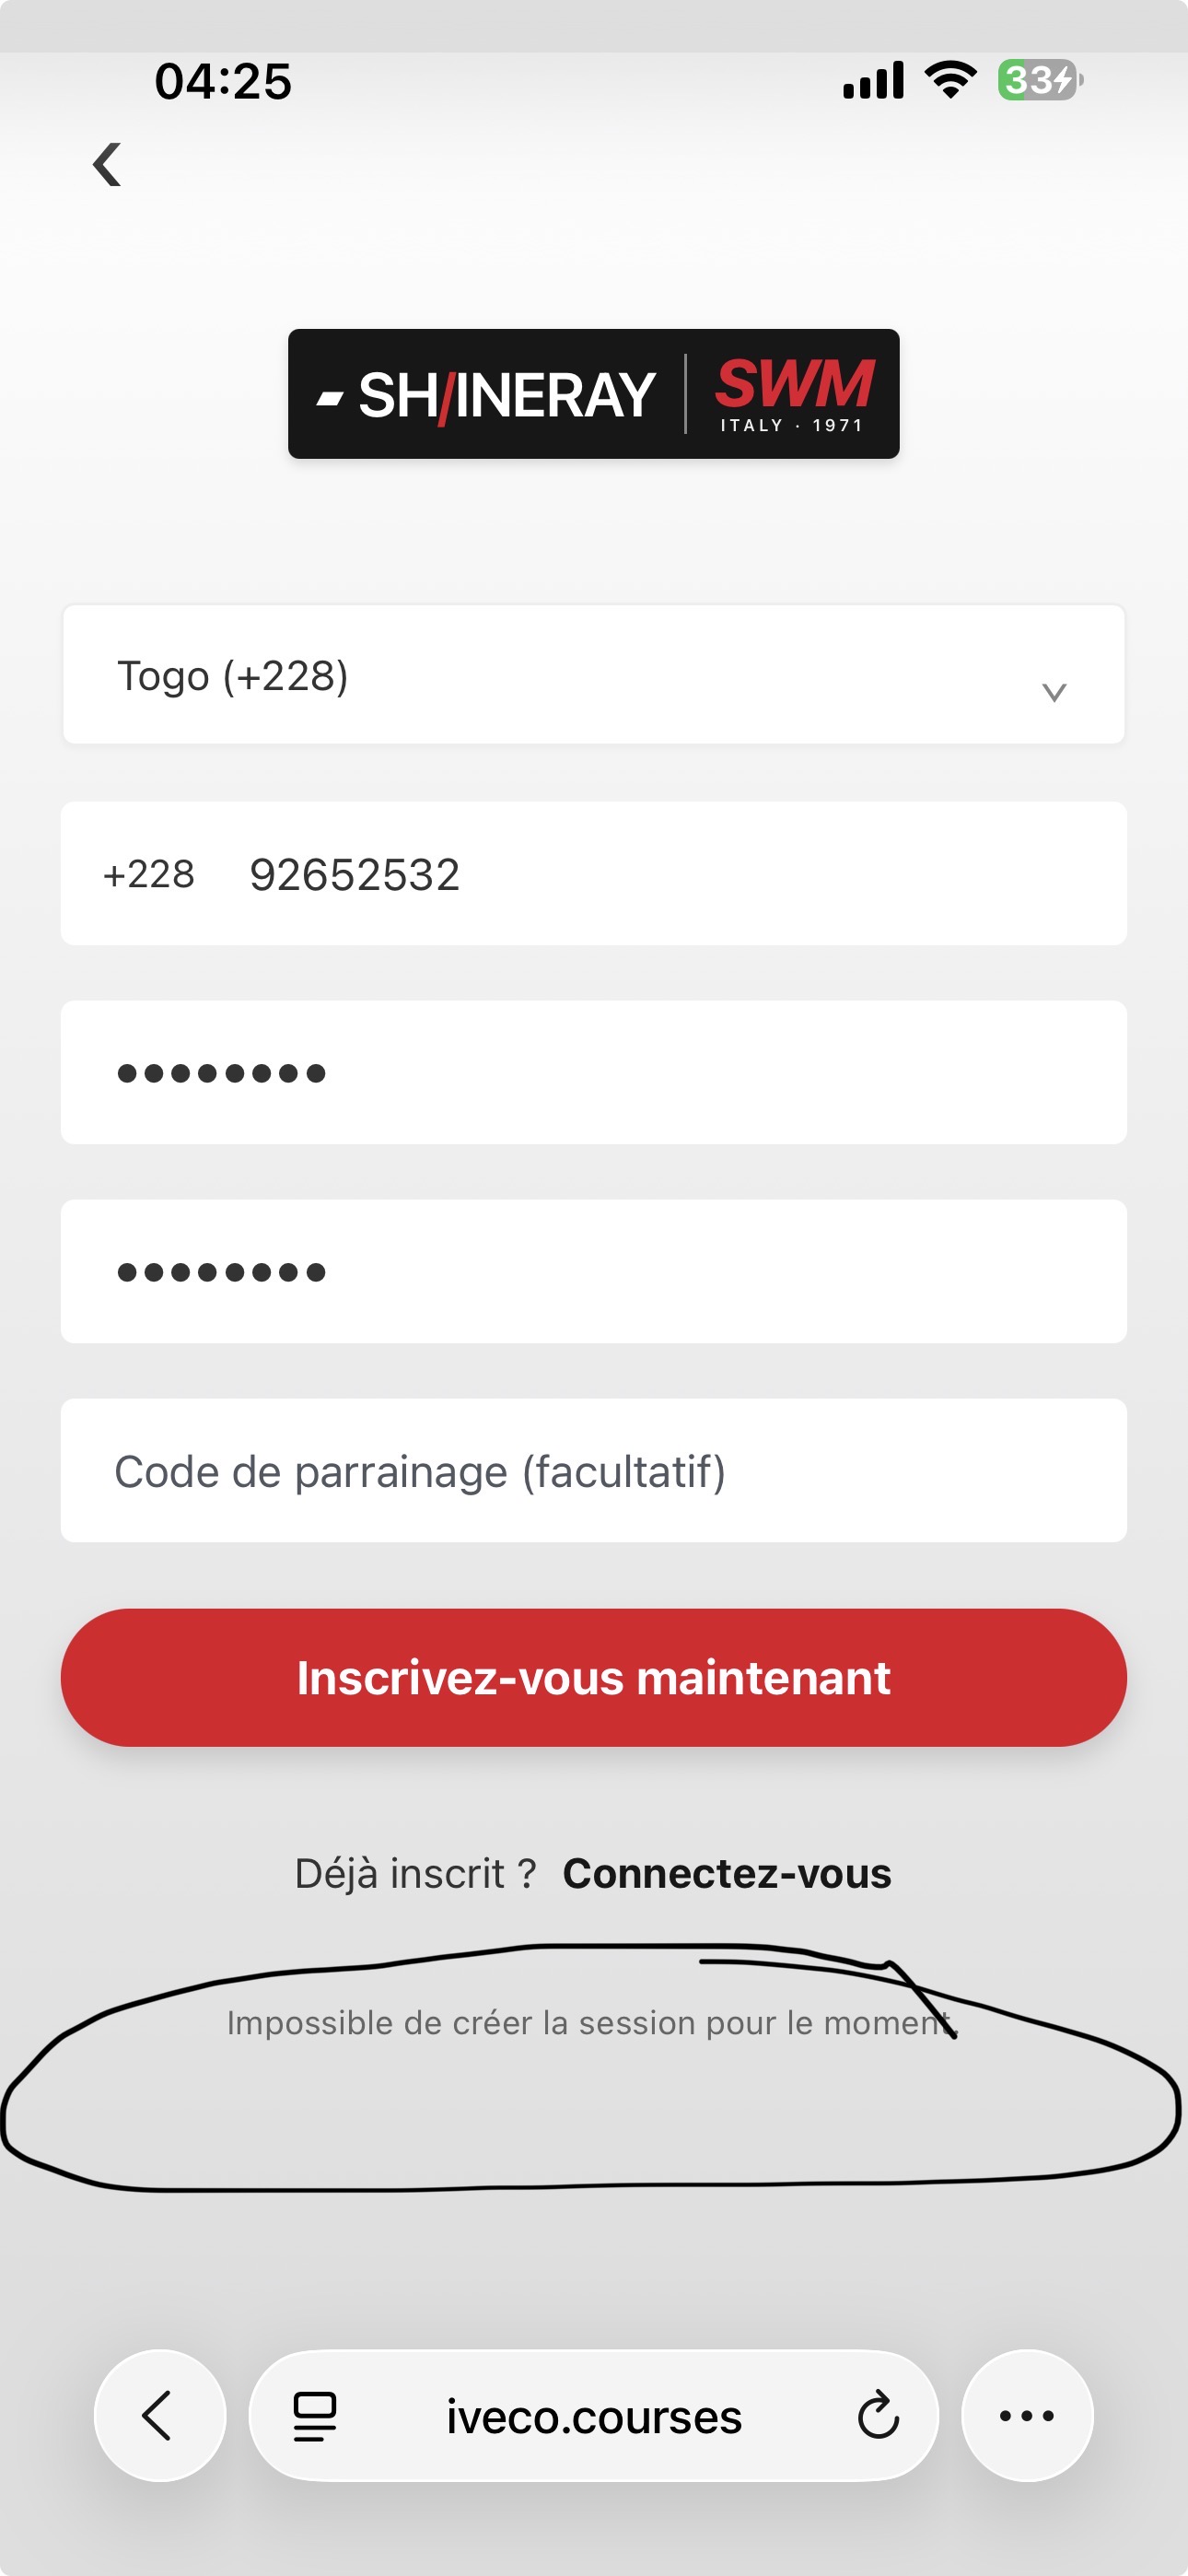 04:25
33
SH/INERAY
SWM
ITALY · 1971
Togo (+228)
+228 92652532
••••••••
••••••••
Code de parrainage (facultatif)
Inscrivez-vous maintenant
Déjà inscrit ? Connectez-vous
Impossible de créer la session pour le moment.
iveco.courses